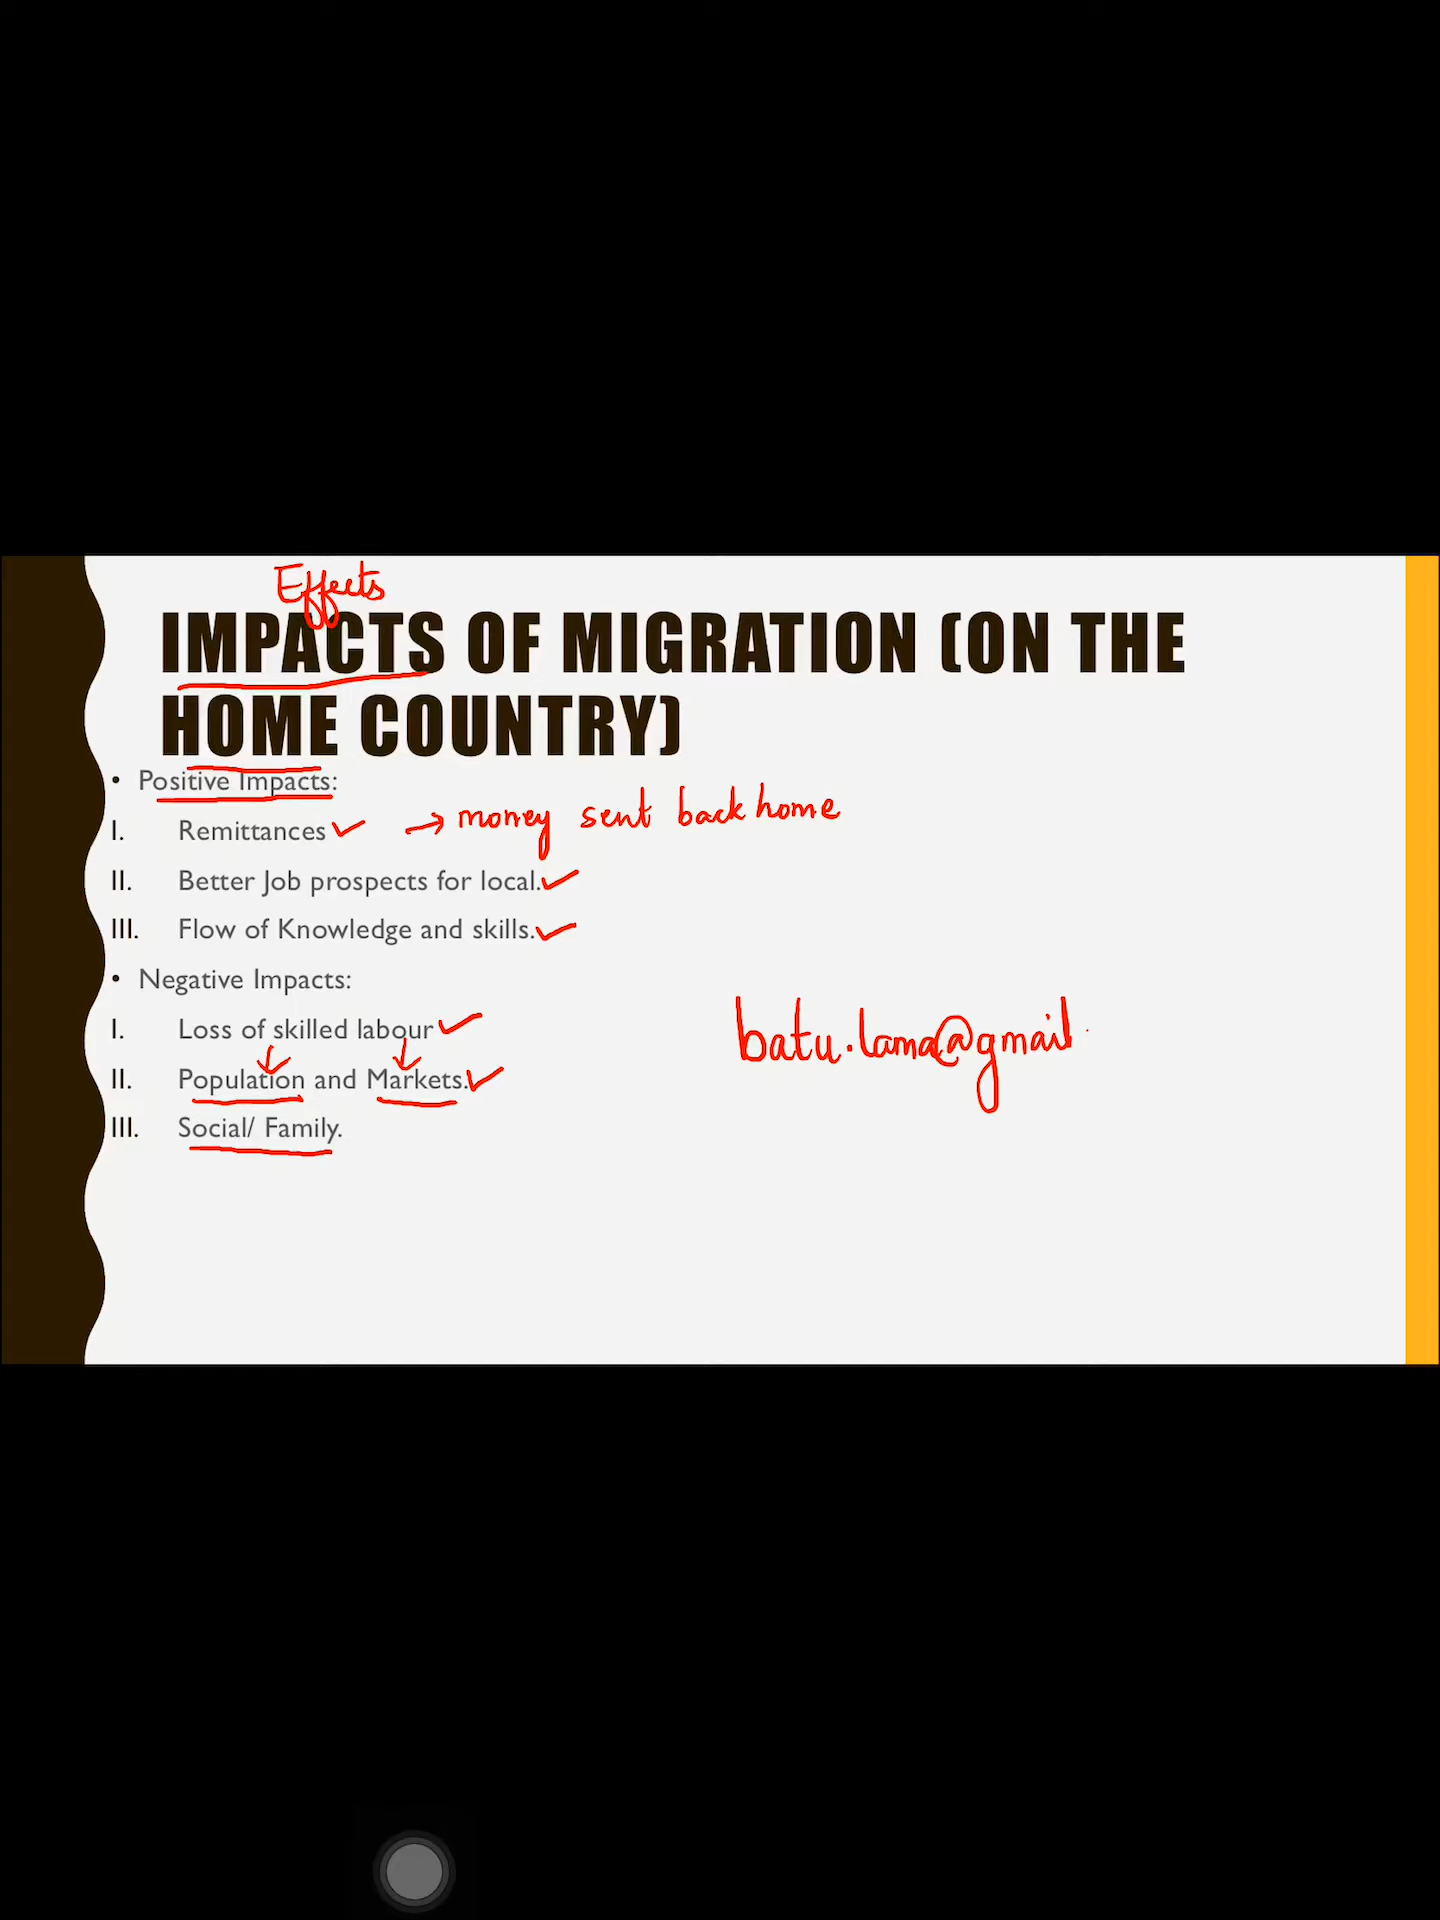 Effects
IMPACTS OF MIGRATION (ON THE
HOME COUNTRY)
• Positive Impacts:
I. Remittances → money sent back home
II. Better Job prospects for local.
III. Flow of Knowledge and skills.
• Negative Impacts:
I. Loss of skilled labour
batu.lama@gmail.
II. Population and Markets.
III. Social/ Family.